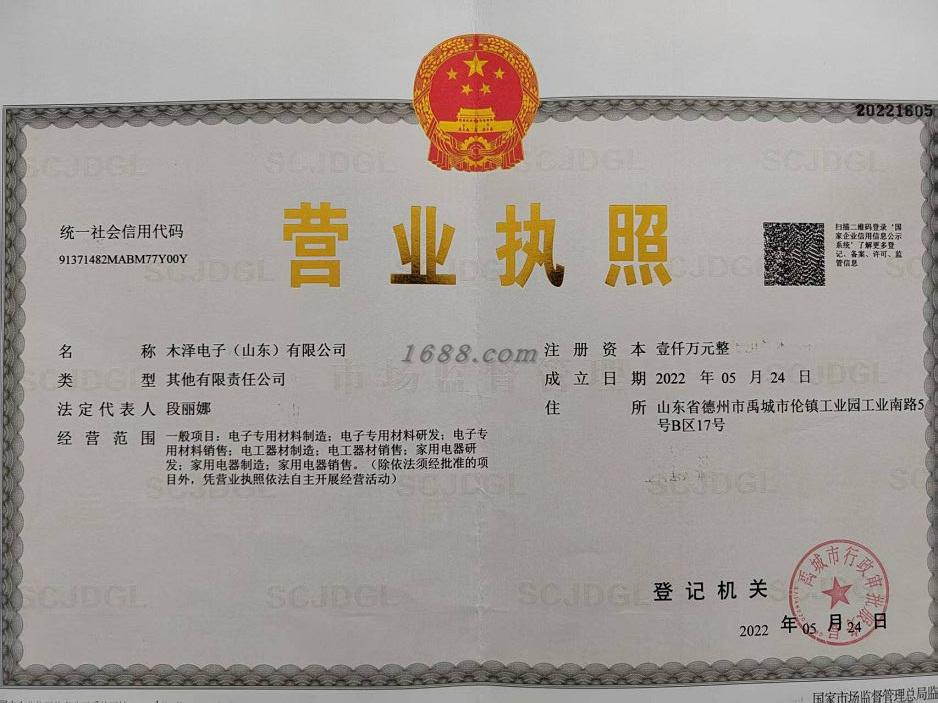 20221605
营业执照
统一社会信用代码
91371482MABM77Y00Y
扫描二维码登录‘国
家企业信用信息公示
系统’了解更多登
记、备案、许可、监
管信息
名称 木泽电子（山东）有限公司
类型 其他有限责任公司
法定代表人 段丽娜
经营范围 一般项目：电子专用材料制造；电子专用材料研发；电子专
用材料销售；电工器材制造；电工器材销售；家用电器研
发；家用电器制造；家用电器销售。（除依法须经批准的项
目外，凭营业执照依法自主开展经营活动）
1688.com
注册资本 壹仟万元整
成立日期 2022 年 05 月 24 日
住所 山东省德州市禹城市伦镇工业园工业南路5
号B区17号
SCJDGL
市场监督管理
登记机关
禹城市行政审批服务局
2022 年 05 月 24 日
国家市场监督管理总局监